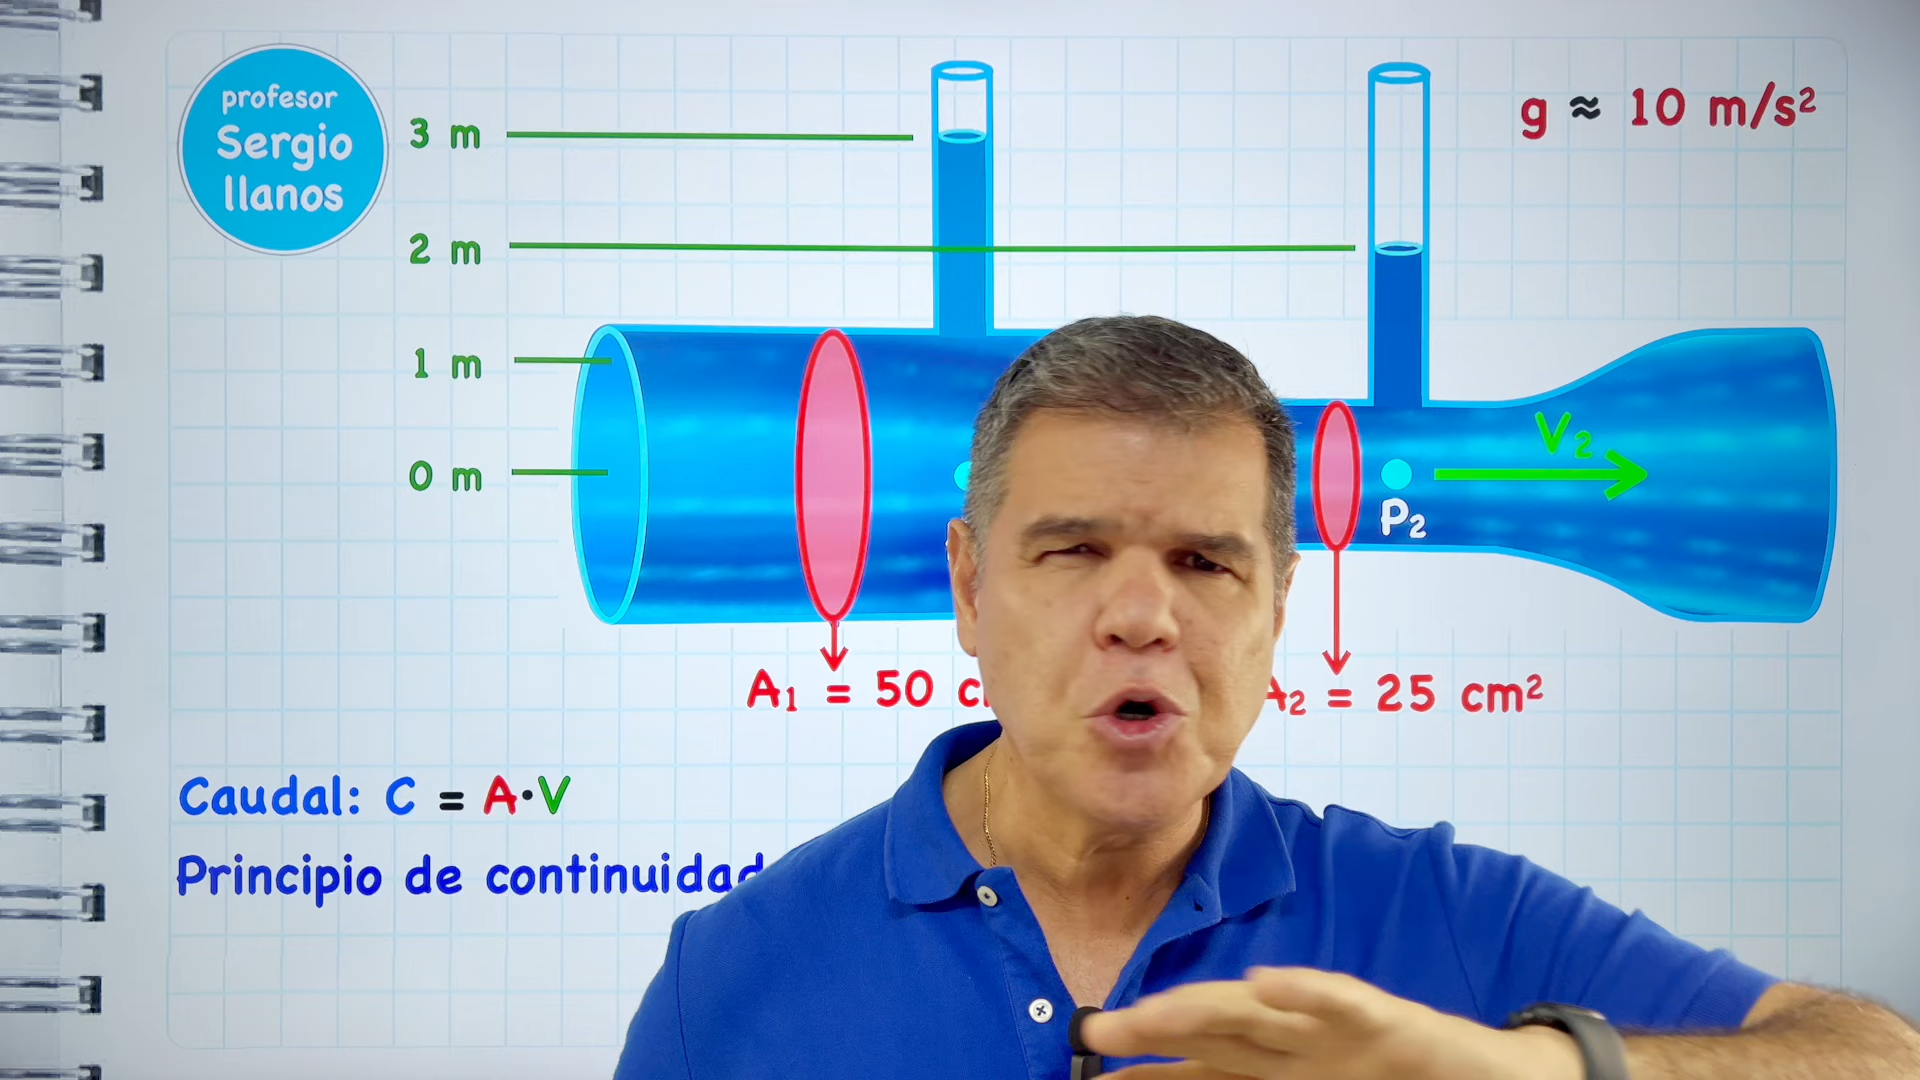 profesor
Sergio
llanos
3 m
2 m
1 m
0 m
g ≈ 10 m/s²
V₂
P₂
A₁ = 50
A₂ = 25 cm²
Caudal: C = A·V
Principio de continuidad